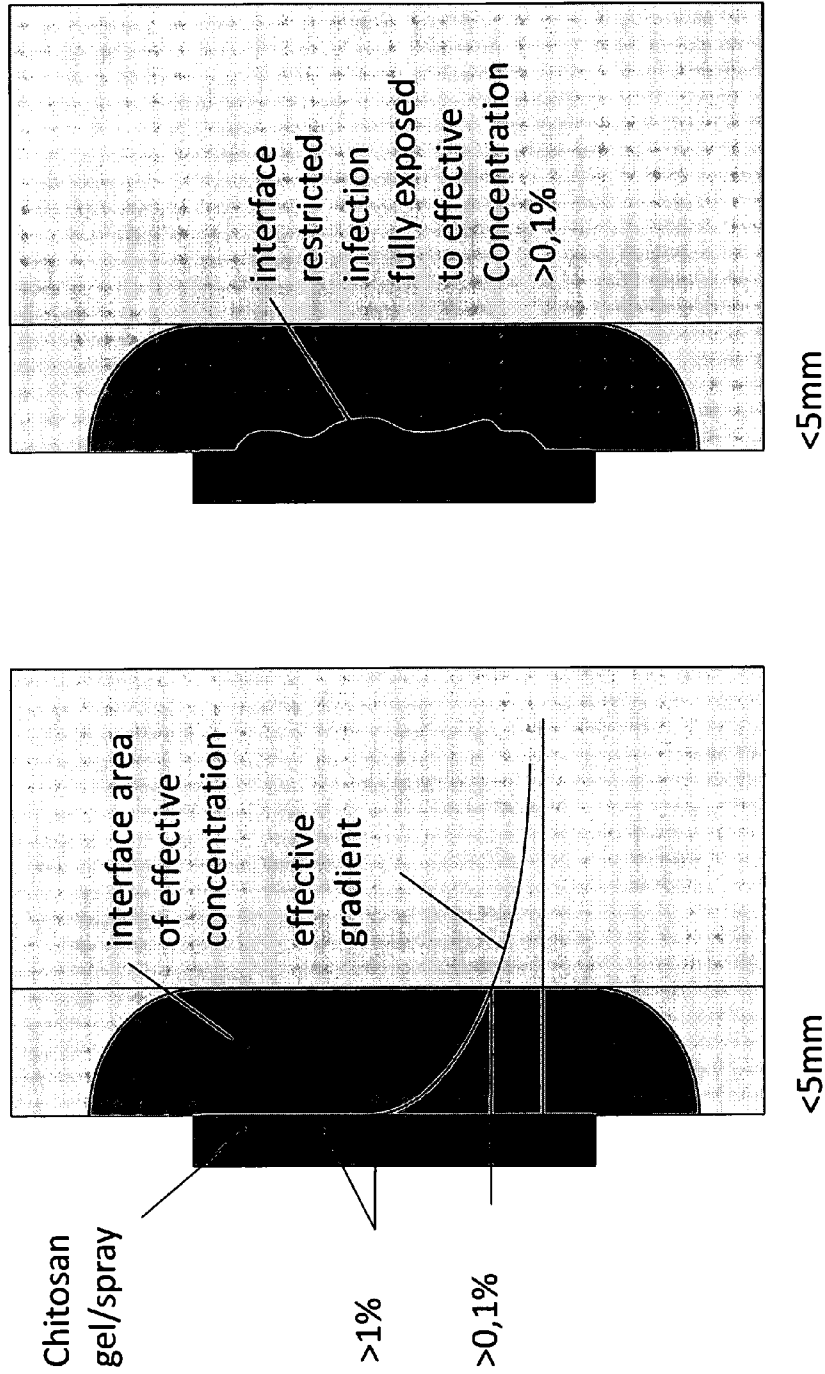 Chitosan
gel/spray
>1%
>0,1%
interface area
of effective
concentration
effective
gradient
<5mm
interface
restricted
infection
fully exposed
to effective
Concentration
>0,1%
<5mm